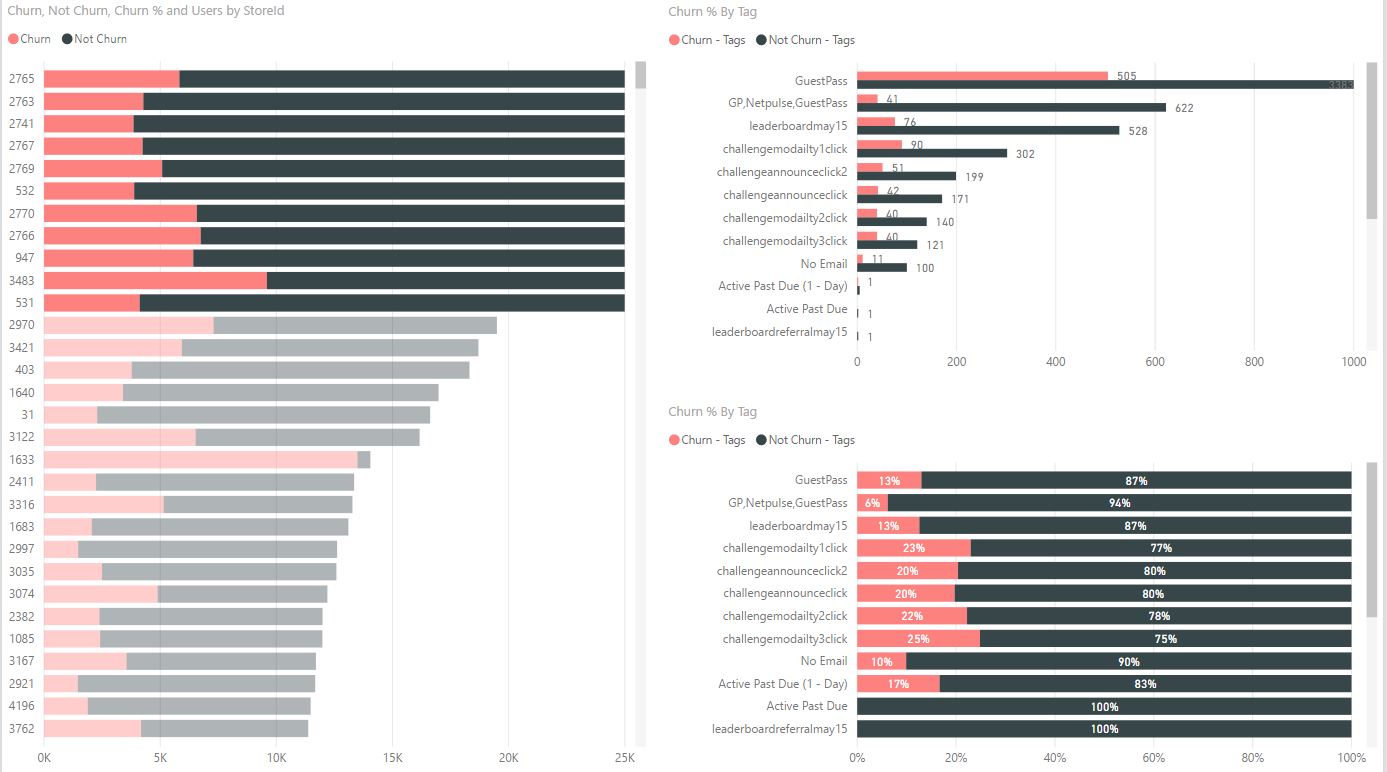 Churn, Not Churn, Churn % and Users by StoreId
Churn Not Churn
2765
2763
2741
2767
2769
532
2770
2766
947
3483
531
2970
3421
403
1640
31
3122
1633
2411
3316
1683
2997
3035
3074
2382
1085
3167
2921
4196
3762
0K 5K 10K 15K 20K 25K
Churn % By Tag
Churn - Tags Not Churn - Tags
GuestPass 505 3383
GP,Netpulse,GuestPass 41 622
leaderboardmay15 76 528
challengemodailty1click 90 302
challengeannounceclick2 51 199
challengeannounceclick 42 171
challengemodailty2click 40 140
challengemodailty3click 40 121
No Email 11 100
Active Past Due (1 - Day) 1
Active Past Due 1
leaderboardreferralmay15 1
0 200 400 600 800 1000
Churn % By Tag
Churn - Tags Not Churn - Tags
GuestPass 13% 87%
GP,Netpulse,GuestPass 6% 94%
leaderboardmay15 13% 87%
challengemodailty1click 23% 77%
challengeannounceclick2 20% 80%
challengeannounceclick 20% 80%
challengemodailty2click 22% 78%
challengemodailty3click 25% 75%
No Email 10% 90%
Active Past Due (1 - Day) 17% 83%
Active Past Due 100%
leaderboardreferralmay15 100%
0% 20% 40% 60% 80% 100%